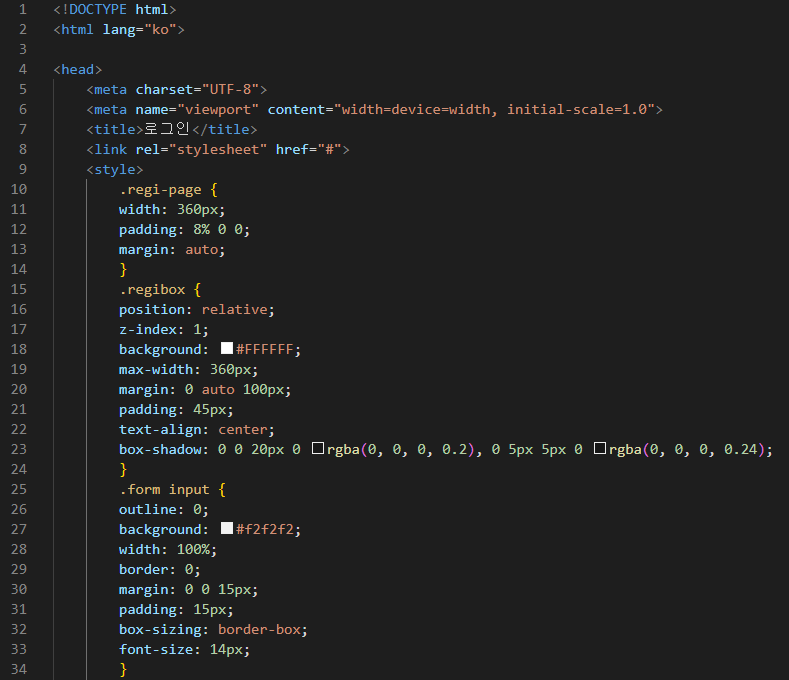 1 <!DOCTYPE html>
2 <html lang="ko">
3
4 <head>
5 <meta charset="UTF-8">
6 <meta name="viewport" content="width=device=width, initial-scale=1.0">
7 <title>로그인</title>
8 <link rel="stylesheet" href="#">
9 <style>
10 .regi-page {
11 width: 360px;
12 padding: 8% 0 0;
13 margin: auto;
14 }
15 .regibox {
16 position: relative;
17 z-index: 1;
18 background: #FFFFFF;
19 max-width: 360px;
20 margin: 0 auto 100px;
21 padding: 45px;
22 text-align: center;
23 box-shadow: 0 0 20px 0 rgba(0, 0, 0, 0.2), 0 5px 5px 0 rgba(0, 0, 0, 0.24);
24 }
25 .form input {
26 outline: 0;
27 background: #f2f2f2;
28 width: 100%;
29 border: 0;
30 margin: 0 0 15px;
31 padding: 15px;
32 box-sizing: border-box;
33 font-size: 14px;
34 }